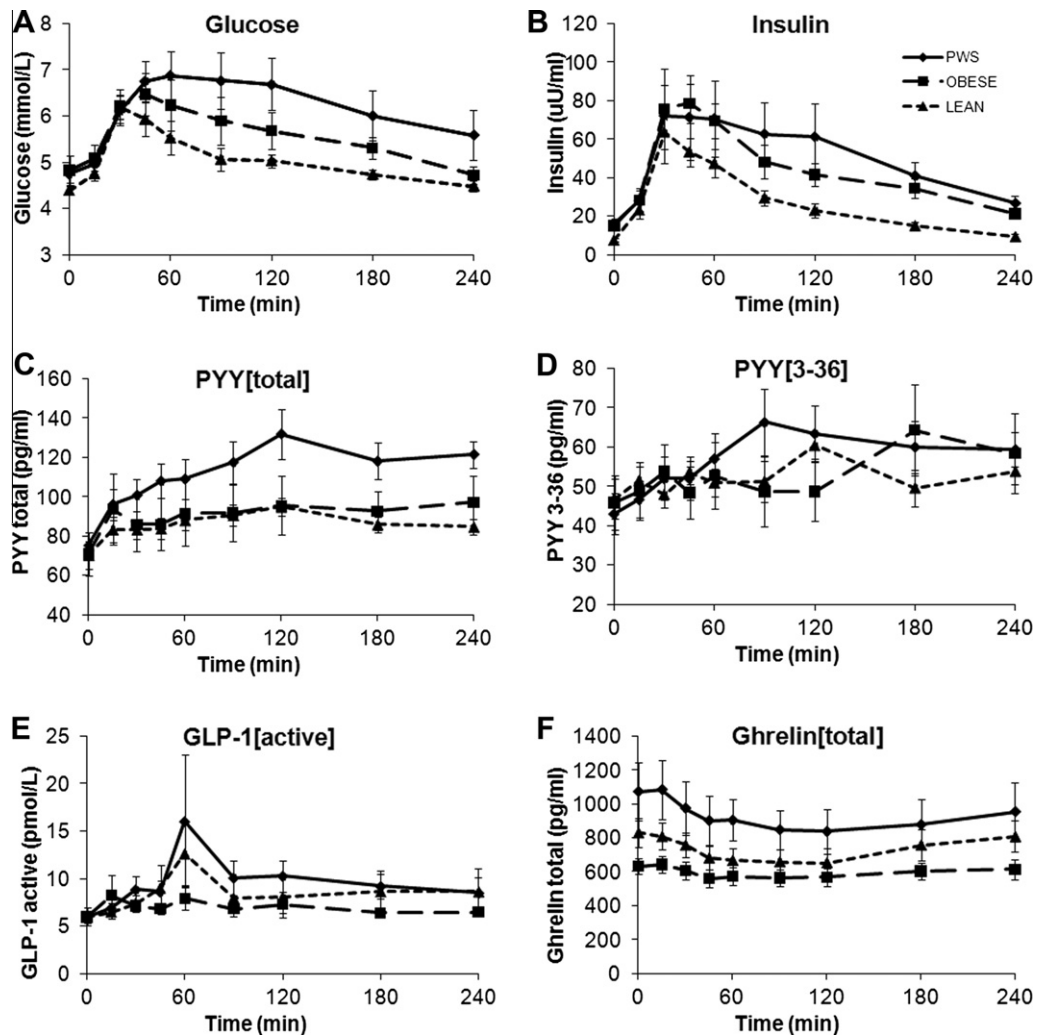 A
Glucose
Glucose (mmol/L)
8
7
6
5
4
3
0
60
120
180
240
Time (min)
B
Insulin
Insulin (uU/ml)
120
100
80
60
40
20
0
PWS
OBESE
LEAN
0
60
120
180
240
Time (min)
C
PYY[total]
PYY total (pg/ml)
160
140
120
100
80
60
40
0
60
120
180
240
Time (min)
D
PYY[3-36]
PYY 3-36 (pg/ml)
80
70
60
50
40
30
20
0
60
120
180
240
Time (min)
E
GLP-1[active]
GLP-1 active (pmol/L)
25
20
15
10
5
0
0
60
120
180
240
Time (min)
F
Ghrelin[total]
Ghrelin total (pg/ml)
1400
1200
1000
800
600
400
200
0
0
60
120
180
240
Time (min)